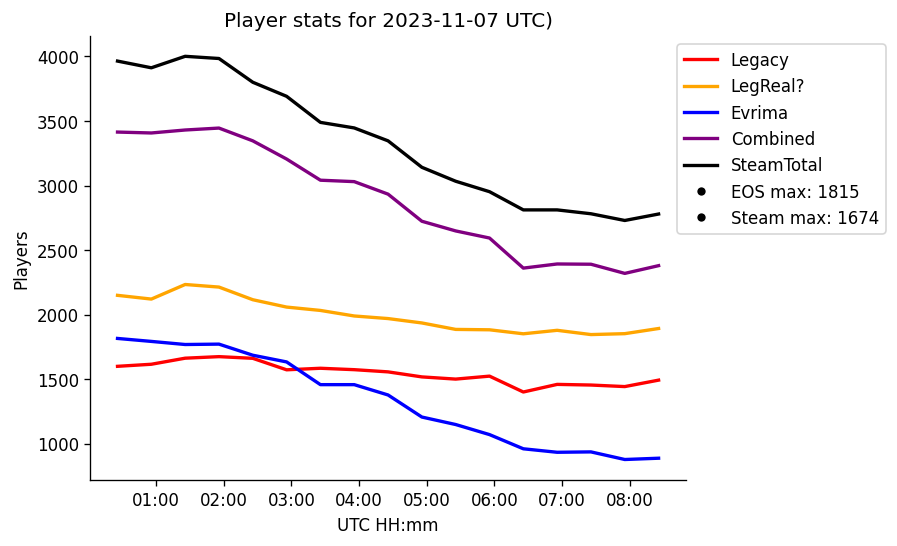 Player stats for 2023-11-07 UTC)
4000
3500
3000
2500
2000
1500
1000
Players
01:00 02:00 03:00 04:00 05:00 06:00 07:00 08:00
UTC HH:mm
Legacy
LegReal?
Evrima
Combined
SteamTotal
EOS max: 1815
Steam max: 1674